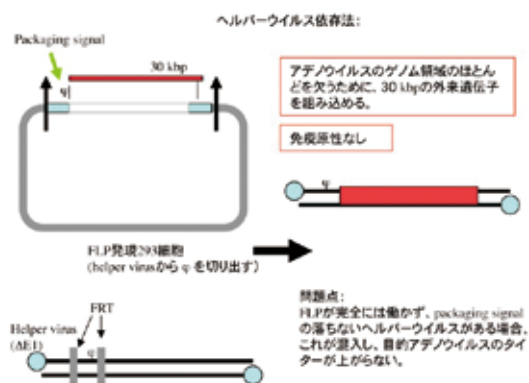 ヘルパーウイルス依存法:
Packaging signal
30 kbp
ψ
アデノウイルスのゲノム領域のほとん
どを欠うために、30 kbpの外来遺伝子
を組み込める。
免疫原性なし
ψ
FLP発現293細胞
(helper virusから ψ を切り出す)
FRT
Helper virus
(ΔE1)
ψ
問題点:
FLPが完全には働かず、packaging signal
の落ちないヘルパーウイルスがある場合、
これが混入し、目的アデノウイルスのタイ
ターが上がらない。